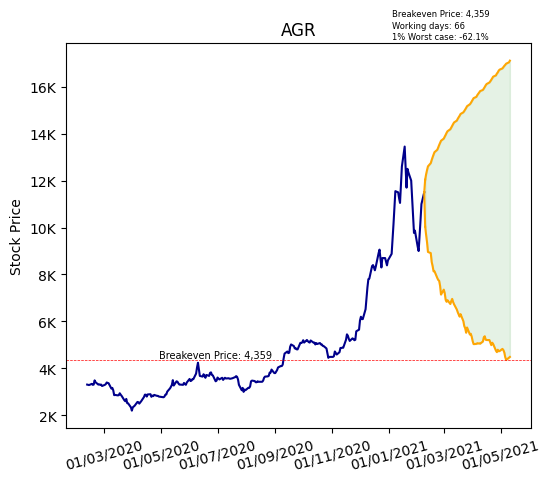 Breakeven Price: 4,359
Working days: 66
1% Worst case: -62.1%
AGR
Stock Price
16K
14K
12K
10K
8K
6K
4K
2K
Breakeven Price: 4,359
01/03/2020
01/05/2020
01/07/2020
01/09/2020
01/11/2020
01/01/2021
01/03/2021
01/05/2021